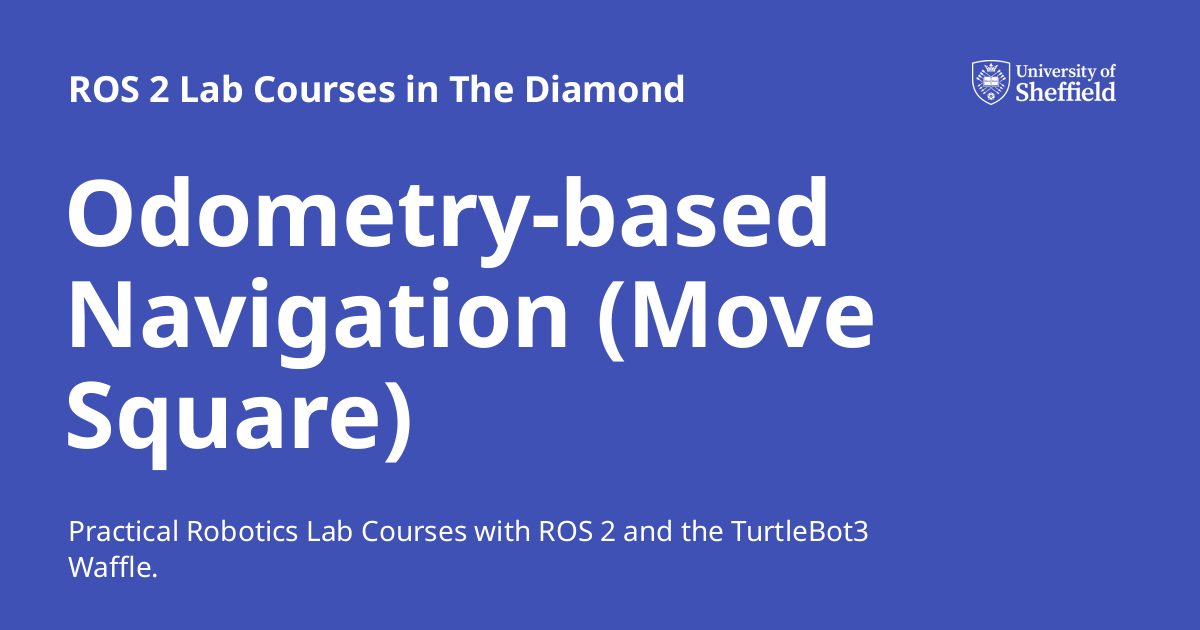 ROS 2 Lab Courses in The Diamond
University of
Sheffield
Odometry-based
Navigation (Move
Square)
Practical Robotics Lab Courses with ROS 2 and the TurtleBot3
Waffle.